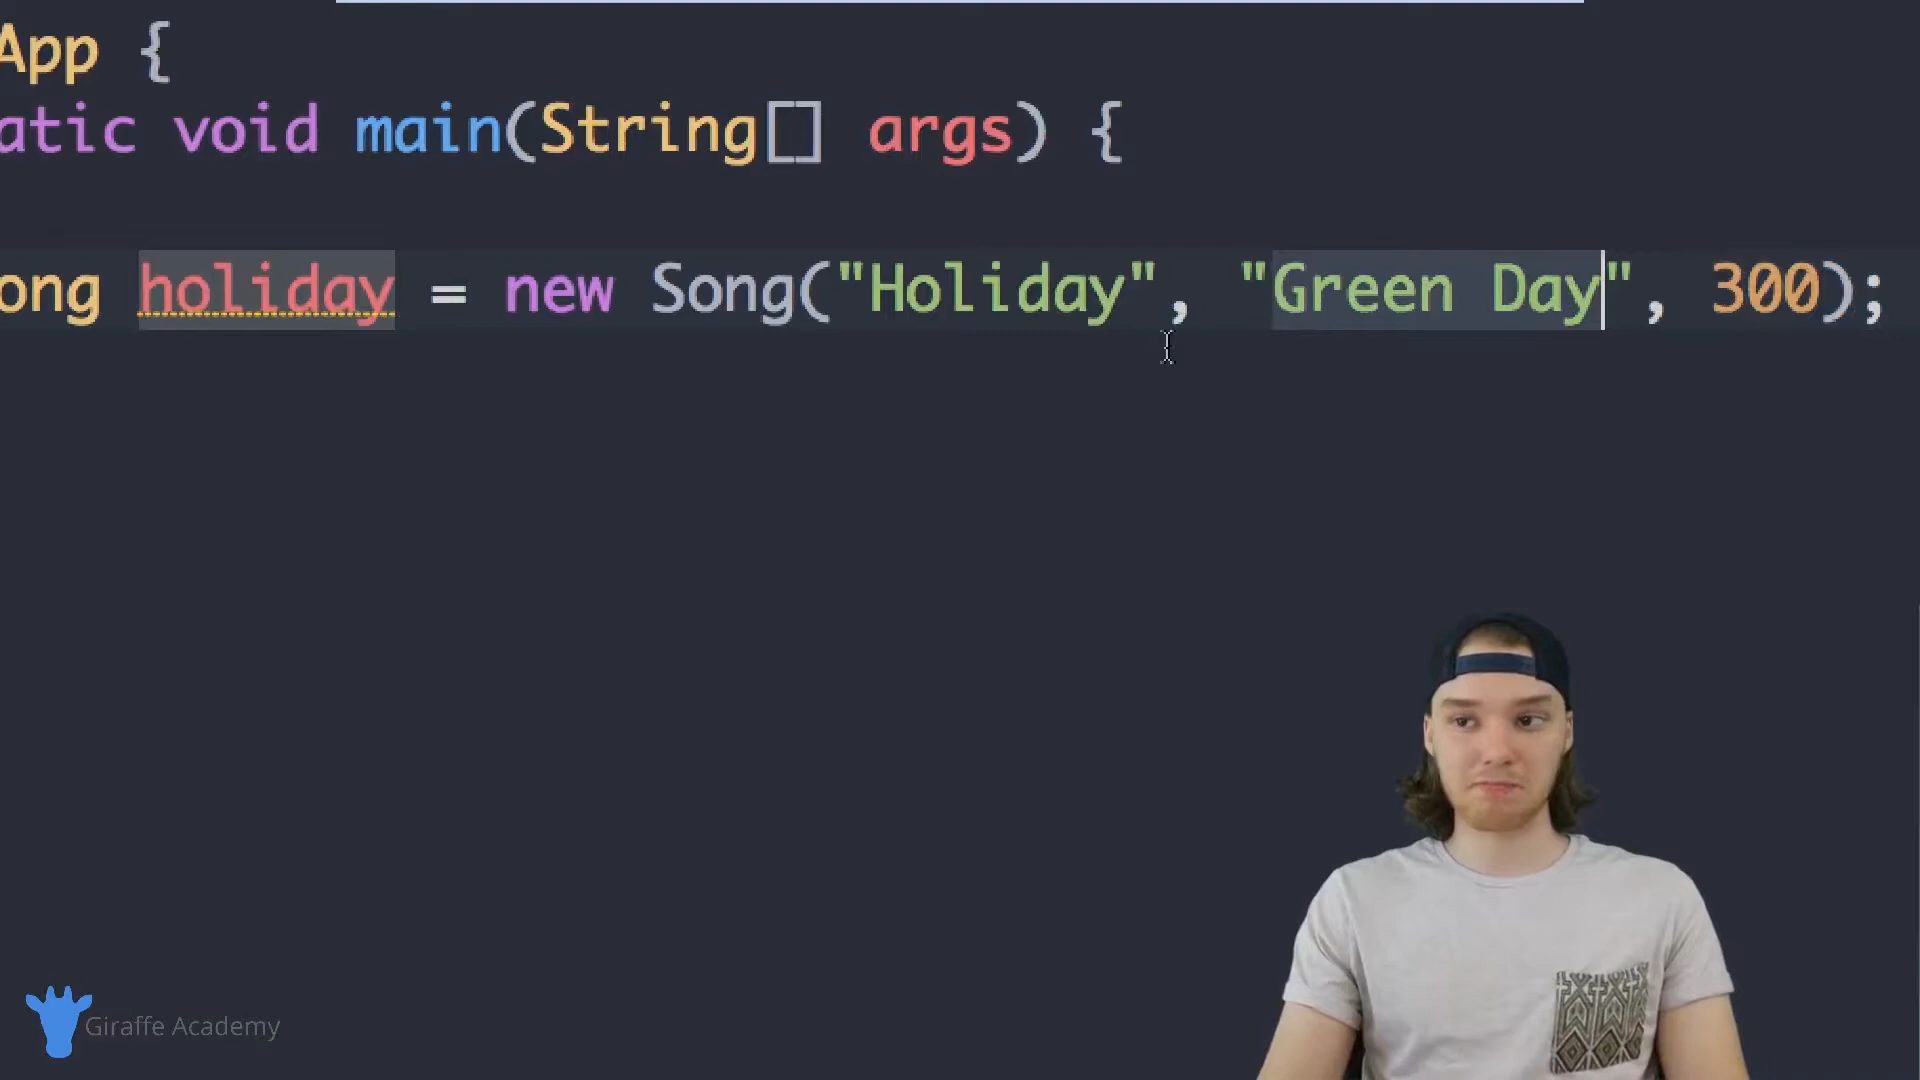 App {
atic void main(String[] args) {
ong holiday = new Song("Holiday", "Green Day", 300);
Giraffe Academy